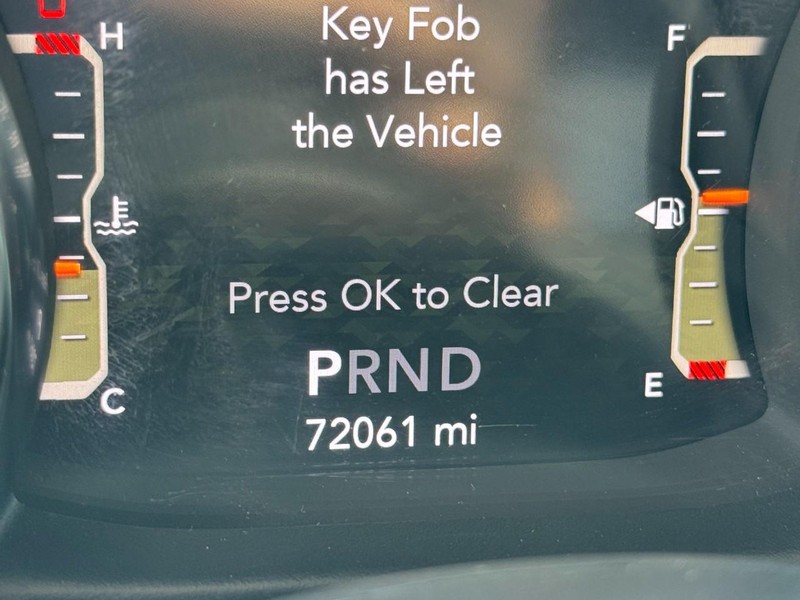 H
Key Fob
has Left
the Vehicle
F
Press OK to Clear
PRND
C
E
72061 mi